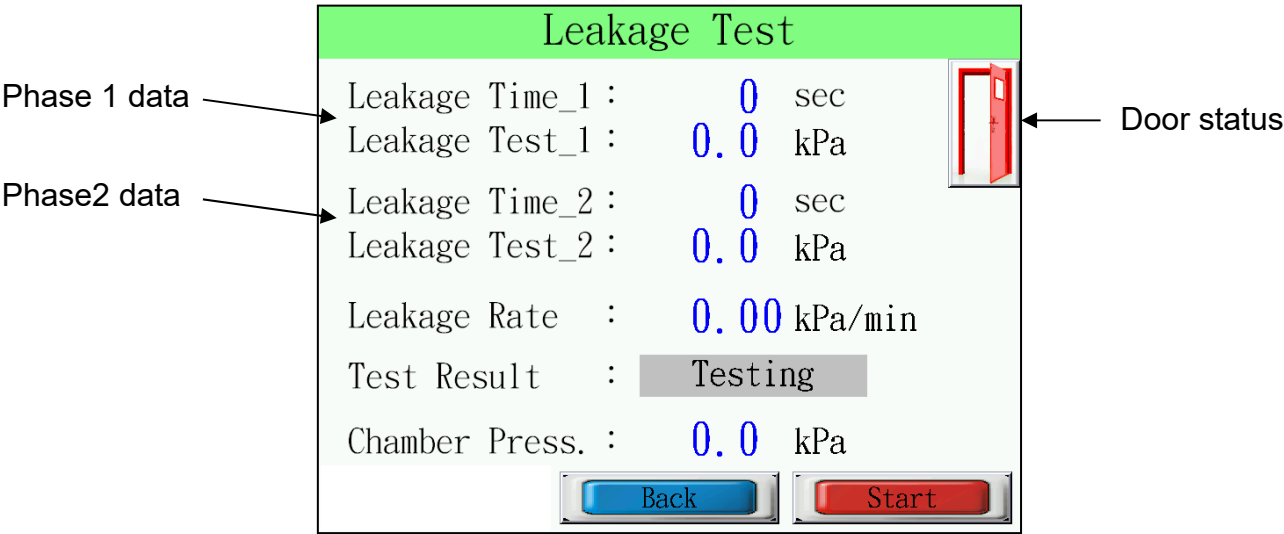 Leakage Test
Phase 1 data
Leakage Time_1 : 0 sec
Leakage Test_1 : 0.0 kPa
Door status
Phase2 data
Leakage Time_2 : 0 sec
Leakage Test_2 : 0.0 kPa
Leakage Rate : 0.00 kPa/min
Test Result : Testing
Chamber Press. : 0.0 kPa
Back
Start